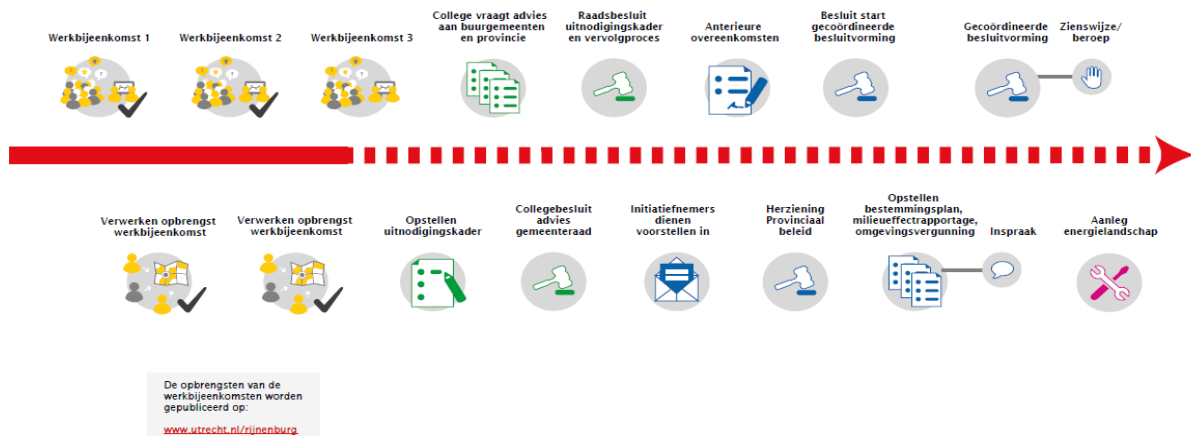 Werkbijeenkomst 1
Werkbijeenkomst 2
Werkbijeenkomst 3
College vraagt advies
aan buurgemeenten
en provincie
Raadsbesluit
uitnodigingskader
en vervolgproces
Anterieure
overeenkomsten
Besluit start
gecoördineerde
besluitvorming
Gecoördineerde
besluitvorming
Zienswijze/
beroep
Verwerken opbrengst
werkbijeenkomst
Verwerken opbrengst
werkbijeenkomst
Opstellen
uitnodigingskader
Collegebesluit
advies
gemeenteraad
Initiatiefnemers
dienen
voorstellen in
Herziening
Provinciaal
beleid
Opstellen
bestemmingsplan,
milieueffectrapportage,
omgevingsvergunning
Inspraak
Aanleg
energielandschap
De opbrengsten van de
werkbijeenkomsten worden
gepubliceerd op:
www.utrecht.nl/rijnenburg